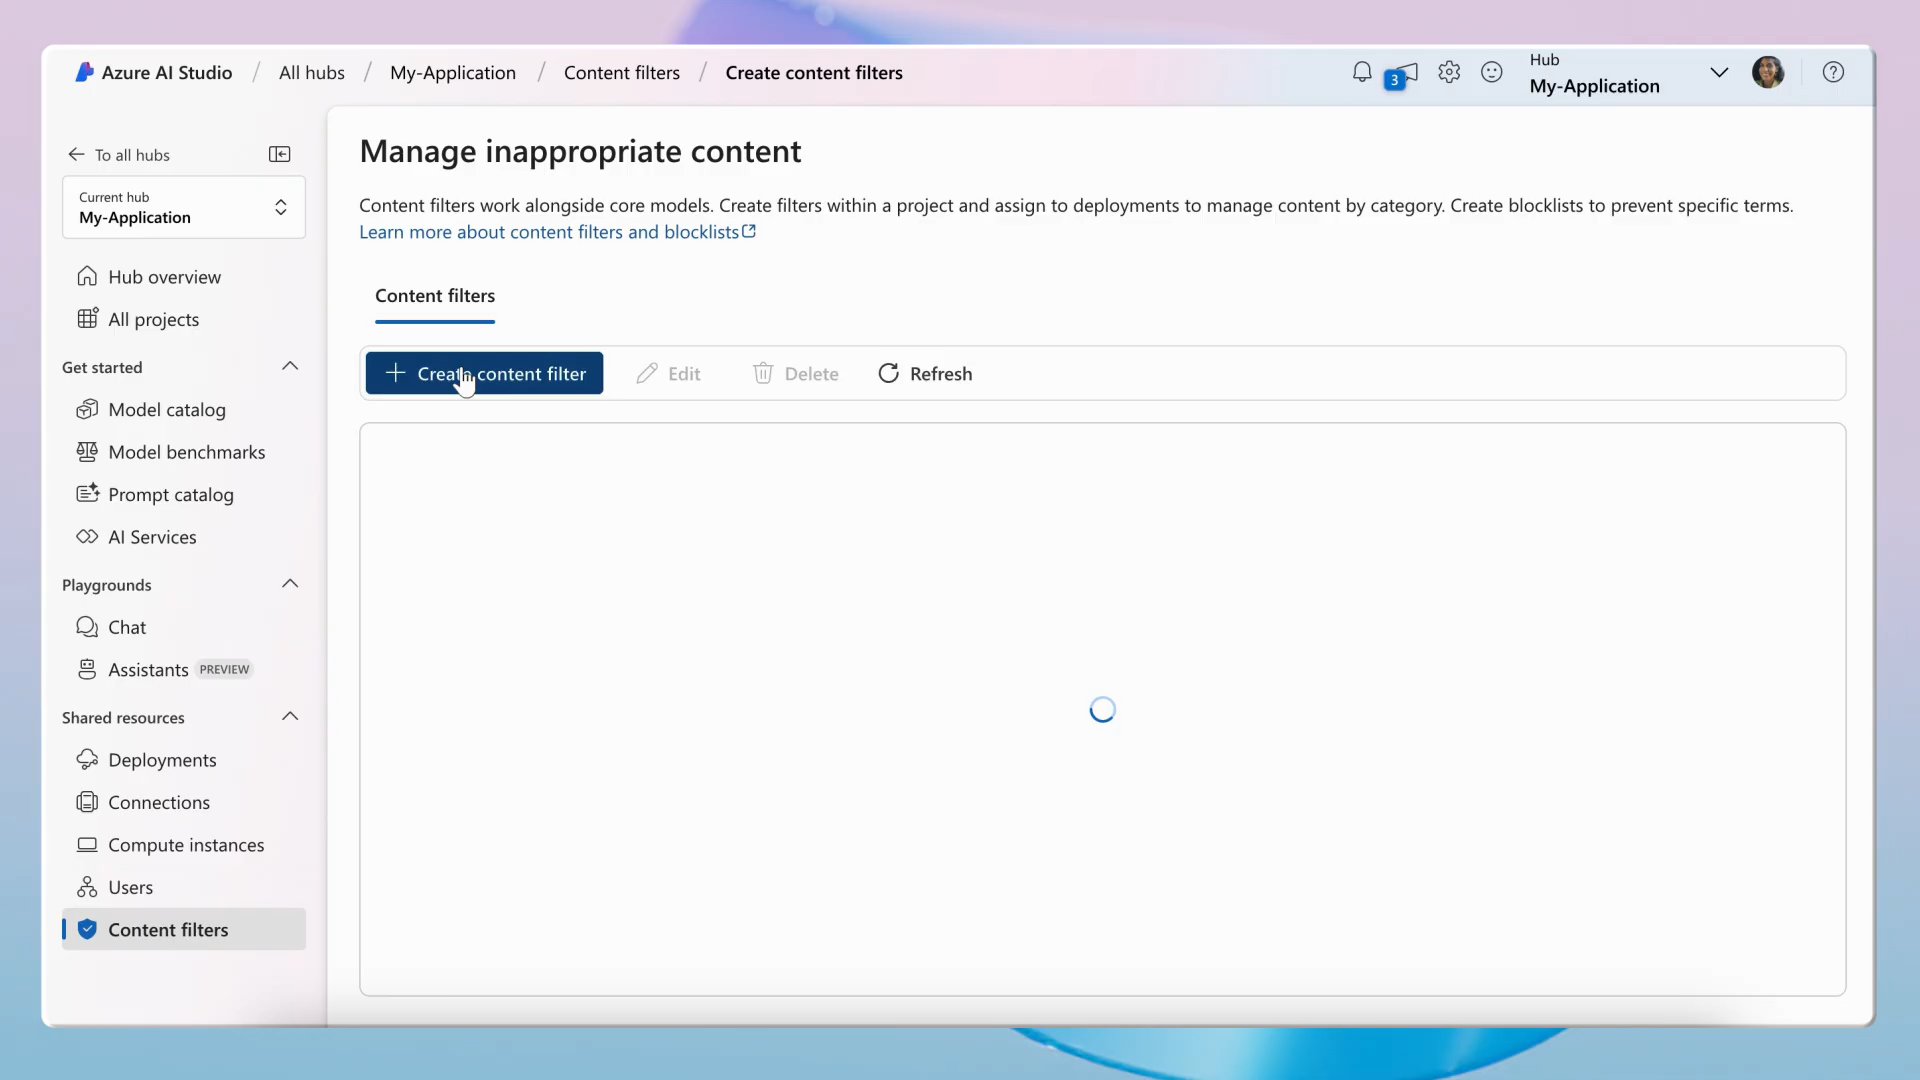 Azure AI Studio / All hubs / My-Application / Content filters / Create content filters
3
Hub
My-Application
To all hubs
Current hub
My-Application
Hub overview
All projects
Get started
Model catalog
Model benchmarks
Prompt catalog
AI Services
Playgrounds
Chat
Assistants PREVIEW
Shared resources
Deployments
Connections
Compute instances
Users
Content filters
Manage inappropriate content
Content filters work alongside core models. Create filters within a project and assign to deployments to manage content by category. Create blocklists to prevent specific terms.
Learn more about content filters and blocklists
Content filters
Create content filter
Edit
Delete
Refresh